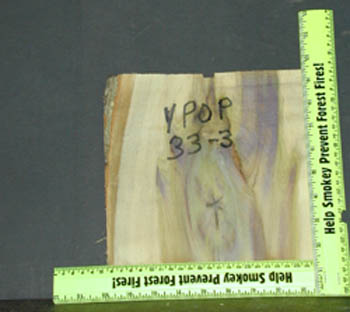 YPOP
33-3
Help Smokey Prevent Forest Fires!
Help Smokey Prevent Forest Fires!